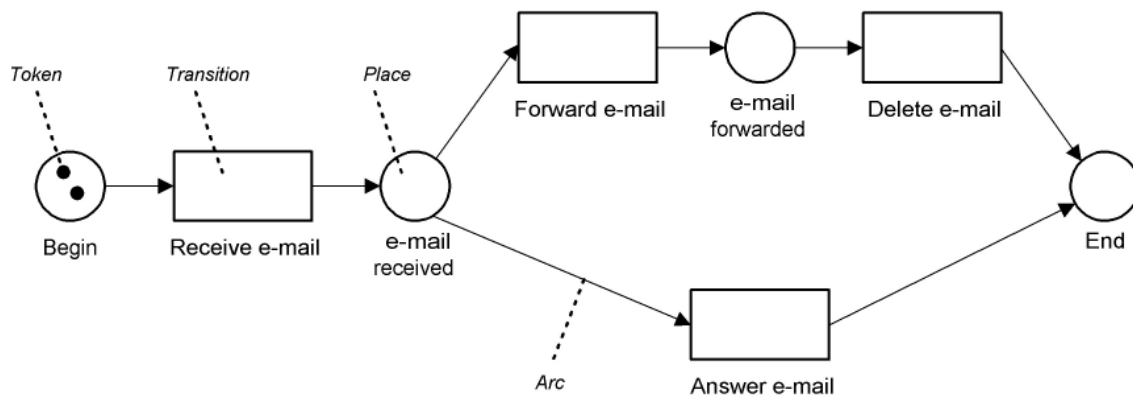 Token
Transition
Place
Forward e-mail
e-mail
forwarded
Delete e-mail
Begin
Receive e-mail
e-mail
received
End
Arc
Answer e-mail